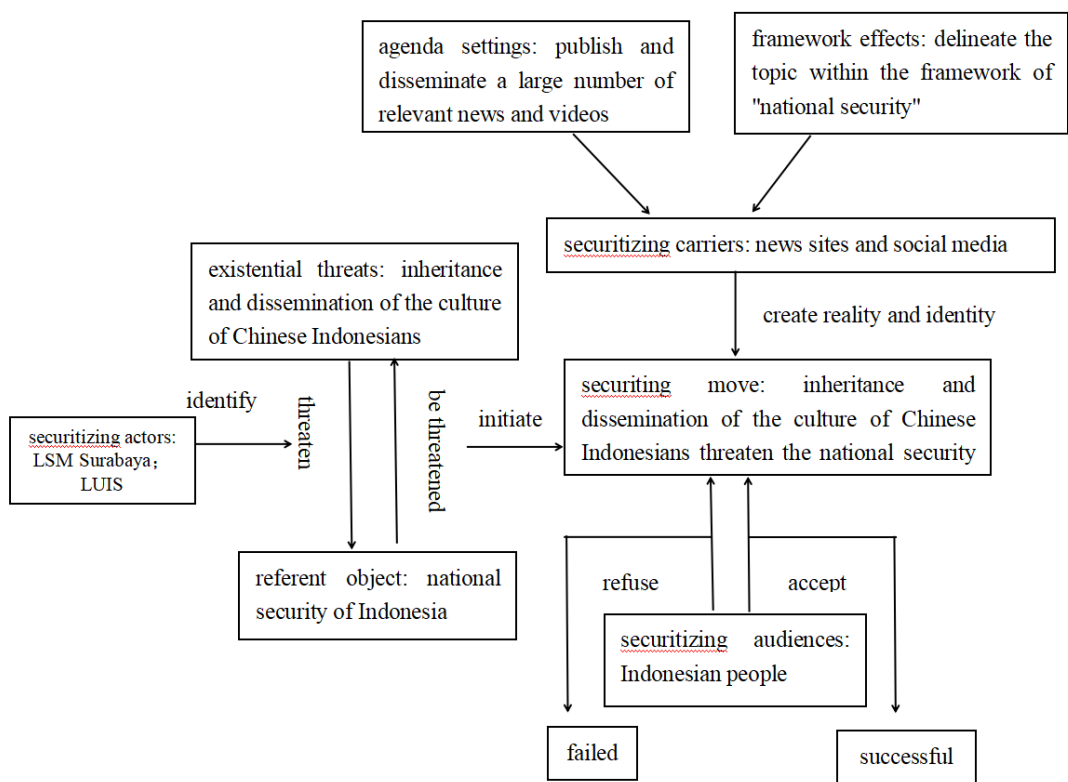 agenda settings: publish and
disseminate a large number of
relevant news and videos
framework effects: delineate the
topic within the framework of
"national security"
securitizing carriers: news sites and social media
create reality and identity
existential threats: inheritance
and dissemination of the culture
of Chinese Indonesians
identify
threaten
be threatened
initiate
securitizing actors:
LSM Surabaya；
LUIS
securiting move: inheritance and
dissemination of the culture of Chinese
Indonesians threaten the national security
referent object: national
security of Indonesia
refuse
accept
securitizing audiences:
Indonesian people
failed
successful